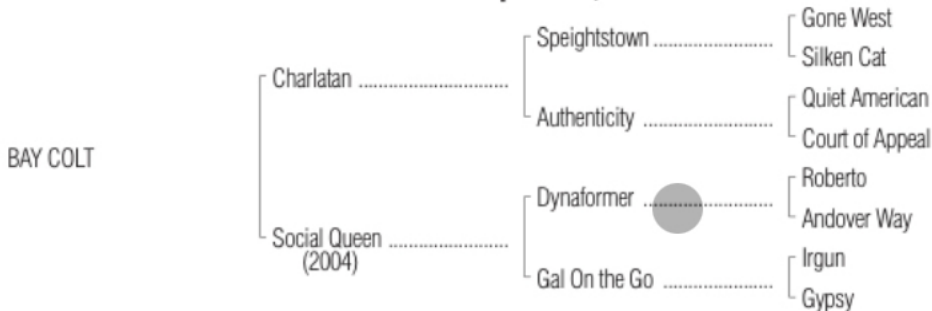 Gone West
Speightstown ........................
Silken Cat
Charlatan ..............................
Quiet American
Authenticity ..........................
Court of Appeal
BAY COLT
Roberto
Dynaformer ..........................
Andover Way
Social Queen ........................
(2004)
Irgun
Gal On the Go ......................
Gypsy